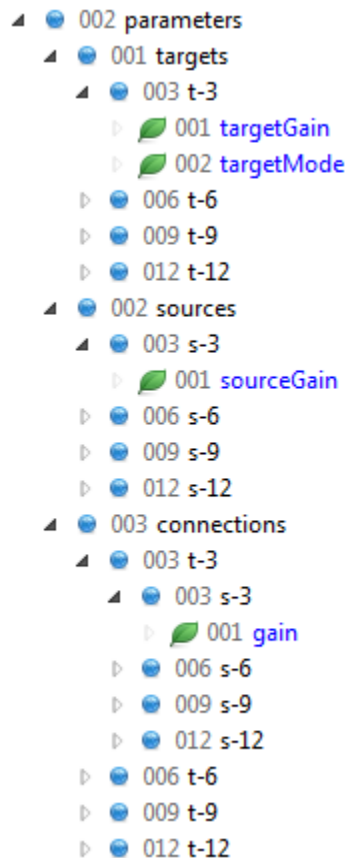 002 parameters
001 targets
003 t-3
001 targetGain
002 targetMode
006 t-6
009 t-9
012 t-12
002 sources
003 s-3
001 sourceGain
006 s-6
009 s-9
012 s-12
003 connections
003 t-3
003 s-3
001 gain
006 s-6
009 s-9
012 s-12
006 t-6
009 t-9
012 t-12